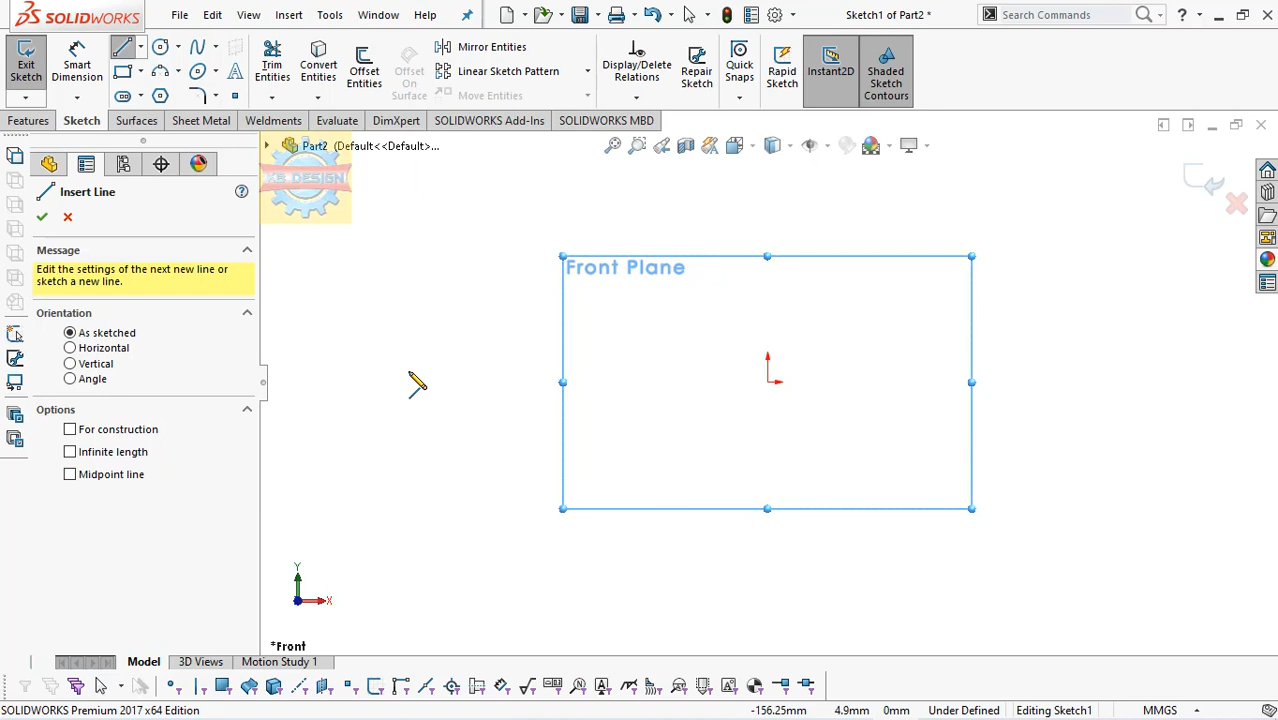 SOLIDWORKS File Edit View Insert Tools Window Help Sketch1 of Part2 * Search Commands ?
Exit Sketch Smart Dimension Trim Entities Convert Entities Offset Entities Offset On Surface Mirror Entities Linear Sketch Pattern Move Entities Display/Delete Relations Repair Sketch Quick Snaps Rapid Sketch Instant2D Shaded Sketch Contours
Features Sketch Surfaces Sheet Metal Weldments Evaluate DimXpert SOLIDWORKS Add-Ins SOLIDWORKS MBD
Part2 (Default<<Default>...
KS DESIGN
Insert Line
Message
Edit the settings of the next new line or
sketch a new line.
Front Plane
Orientation
As sketched
Horizontal
Vertical
Angle
Options
For construction
Infinite length
Midpoint line
Y
X
*Front
Model 3D Views Motion Study 1
SOLIDWORKS Premium 2017 x64 Edition -156.25mm 4.9mm 0mm Under Defined Editing Sketch1 MMGS